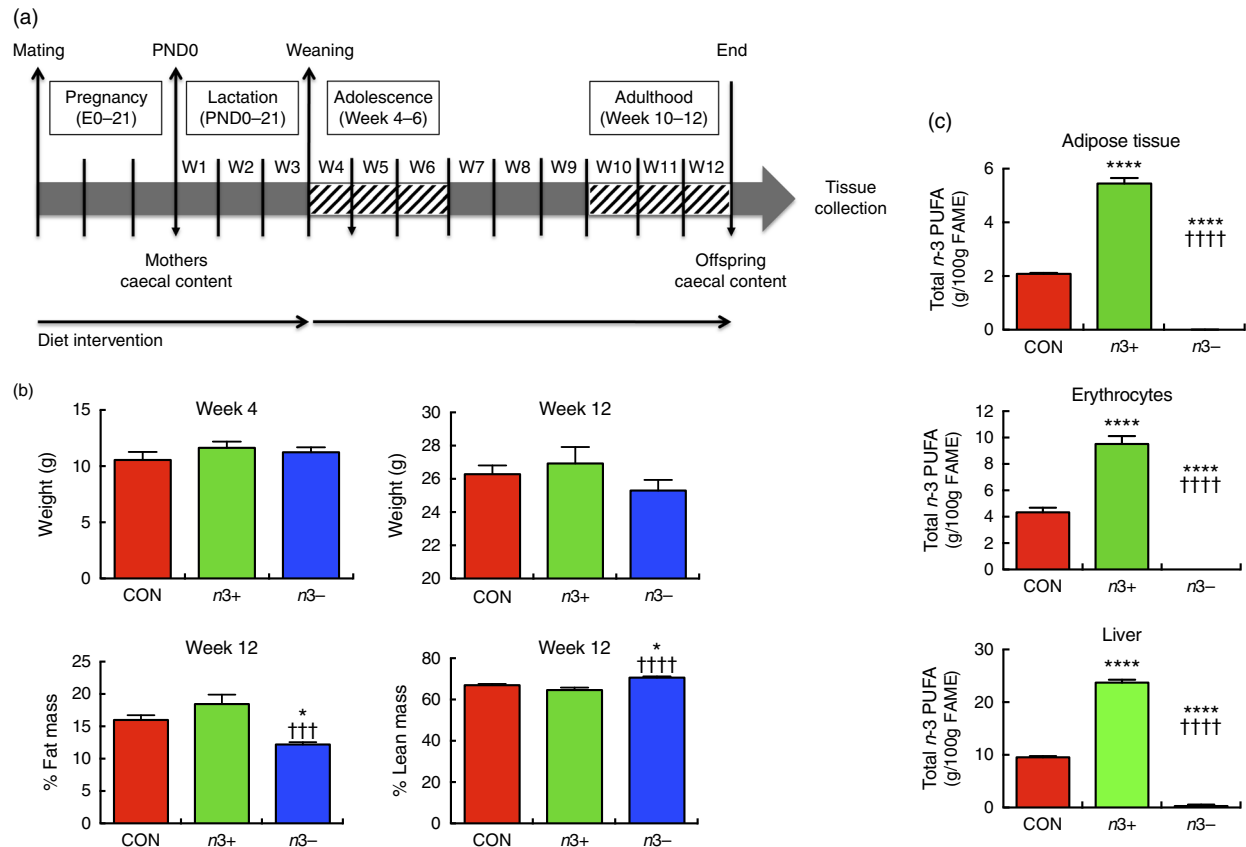 (a)
Mating
PND0
Weaning
End
Pregnancy
(E0–21)
Lactation
(PND0–21)
Adolescence
(Week 4–6)
Adulthood
(Week 10–12)
W1 W2 W3 W4 W5 W6 W7 W8 W9 W10 W11 W12
Tissue
collection
Mothers
caecal content
Offspring
caecal content
Diet intervention
(b)
Week 4
Weight (g)
15
10
5
0
CON n3+ n3–
Week 12
Weight (g)
30
28
26
24
22
20
CON n3+ n3–
Week 12
% Fat mass
25
20
15
10
5
0
*
†††
CON n3+ n3–
Week 12
% Lean mass
80
60
40
20
0
*
††††
CON n3+ n3–
(c)
Adipose tissue
Total n-3 PUFA
(g/100g FAME)
6
4
2
0
****
****
††††
CON n3+ n3–
Erythrocytes
Total n-3 PUFA
(g/100g FAME)
12
10
8
6
4
2
0
****
****
††††
CON n3+ n3–
Liver
Total n-3 PUFA
(g/100g FAME)
30
20
10
0
****
****
††††
CON n3+ n3–